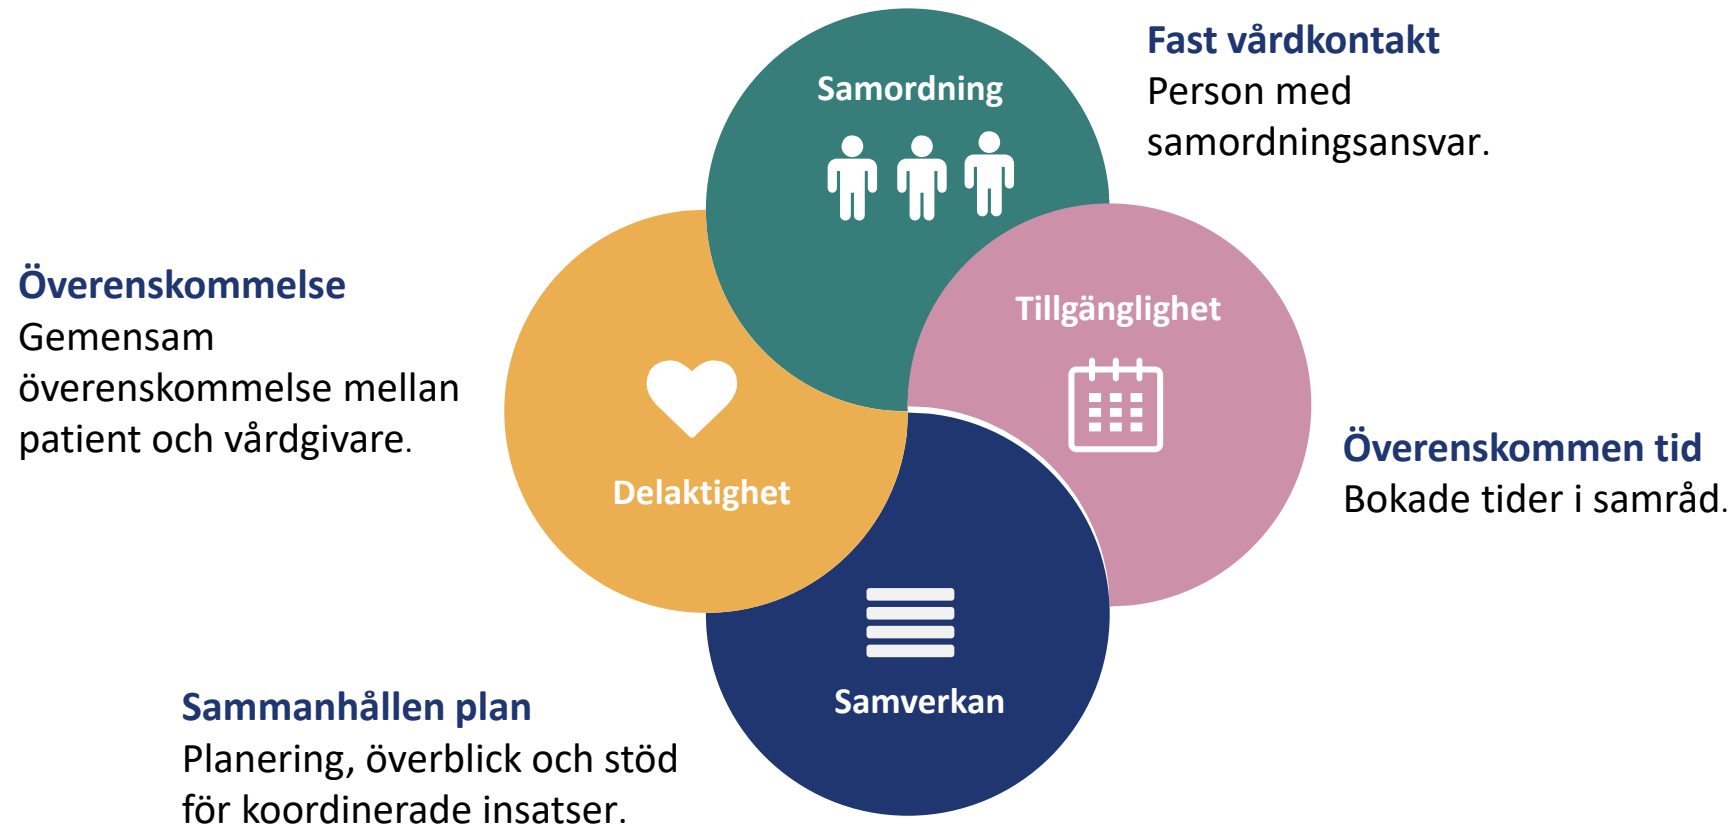 Samordning
Fast vårdkontakt
Person med
samordningsansvar.
Tillgänglighet
Överenskommen tid
Bokade tider i samråd.
Samverkan
Sammanhållen plan
Planering, överblick och stöd
för koordinerade insatser.
Delaktighet
Överenskommelse
Gemensam
överenskommelse mellan
patient och vårdgivare.